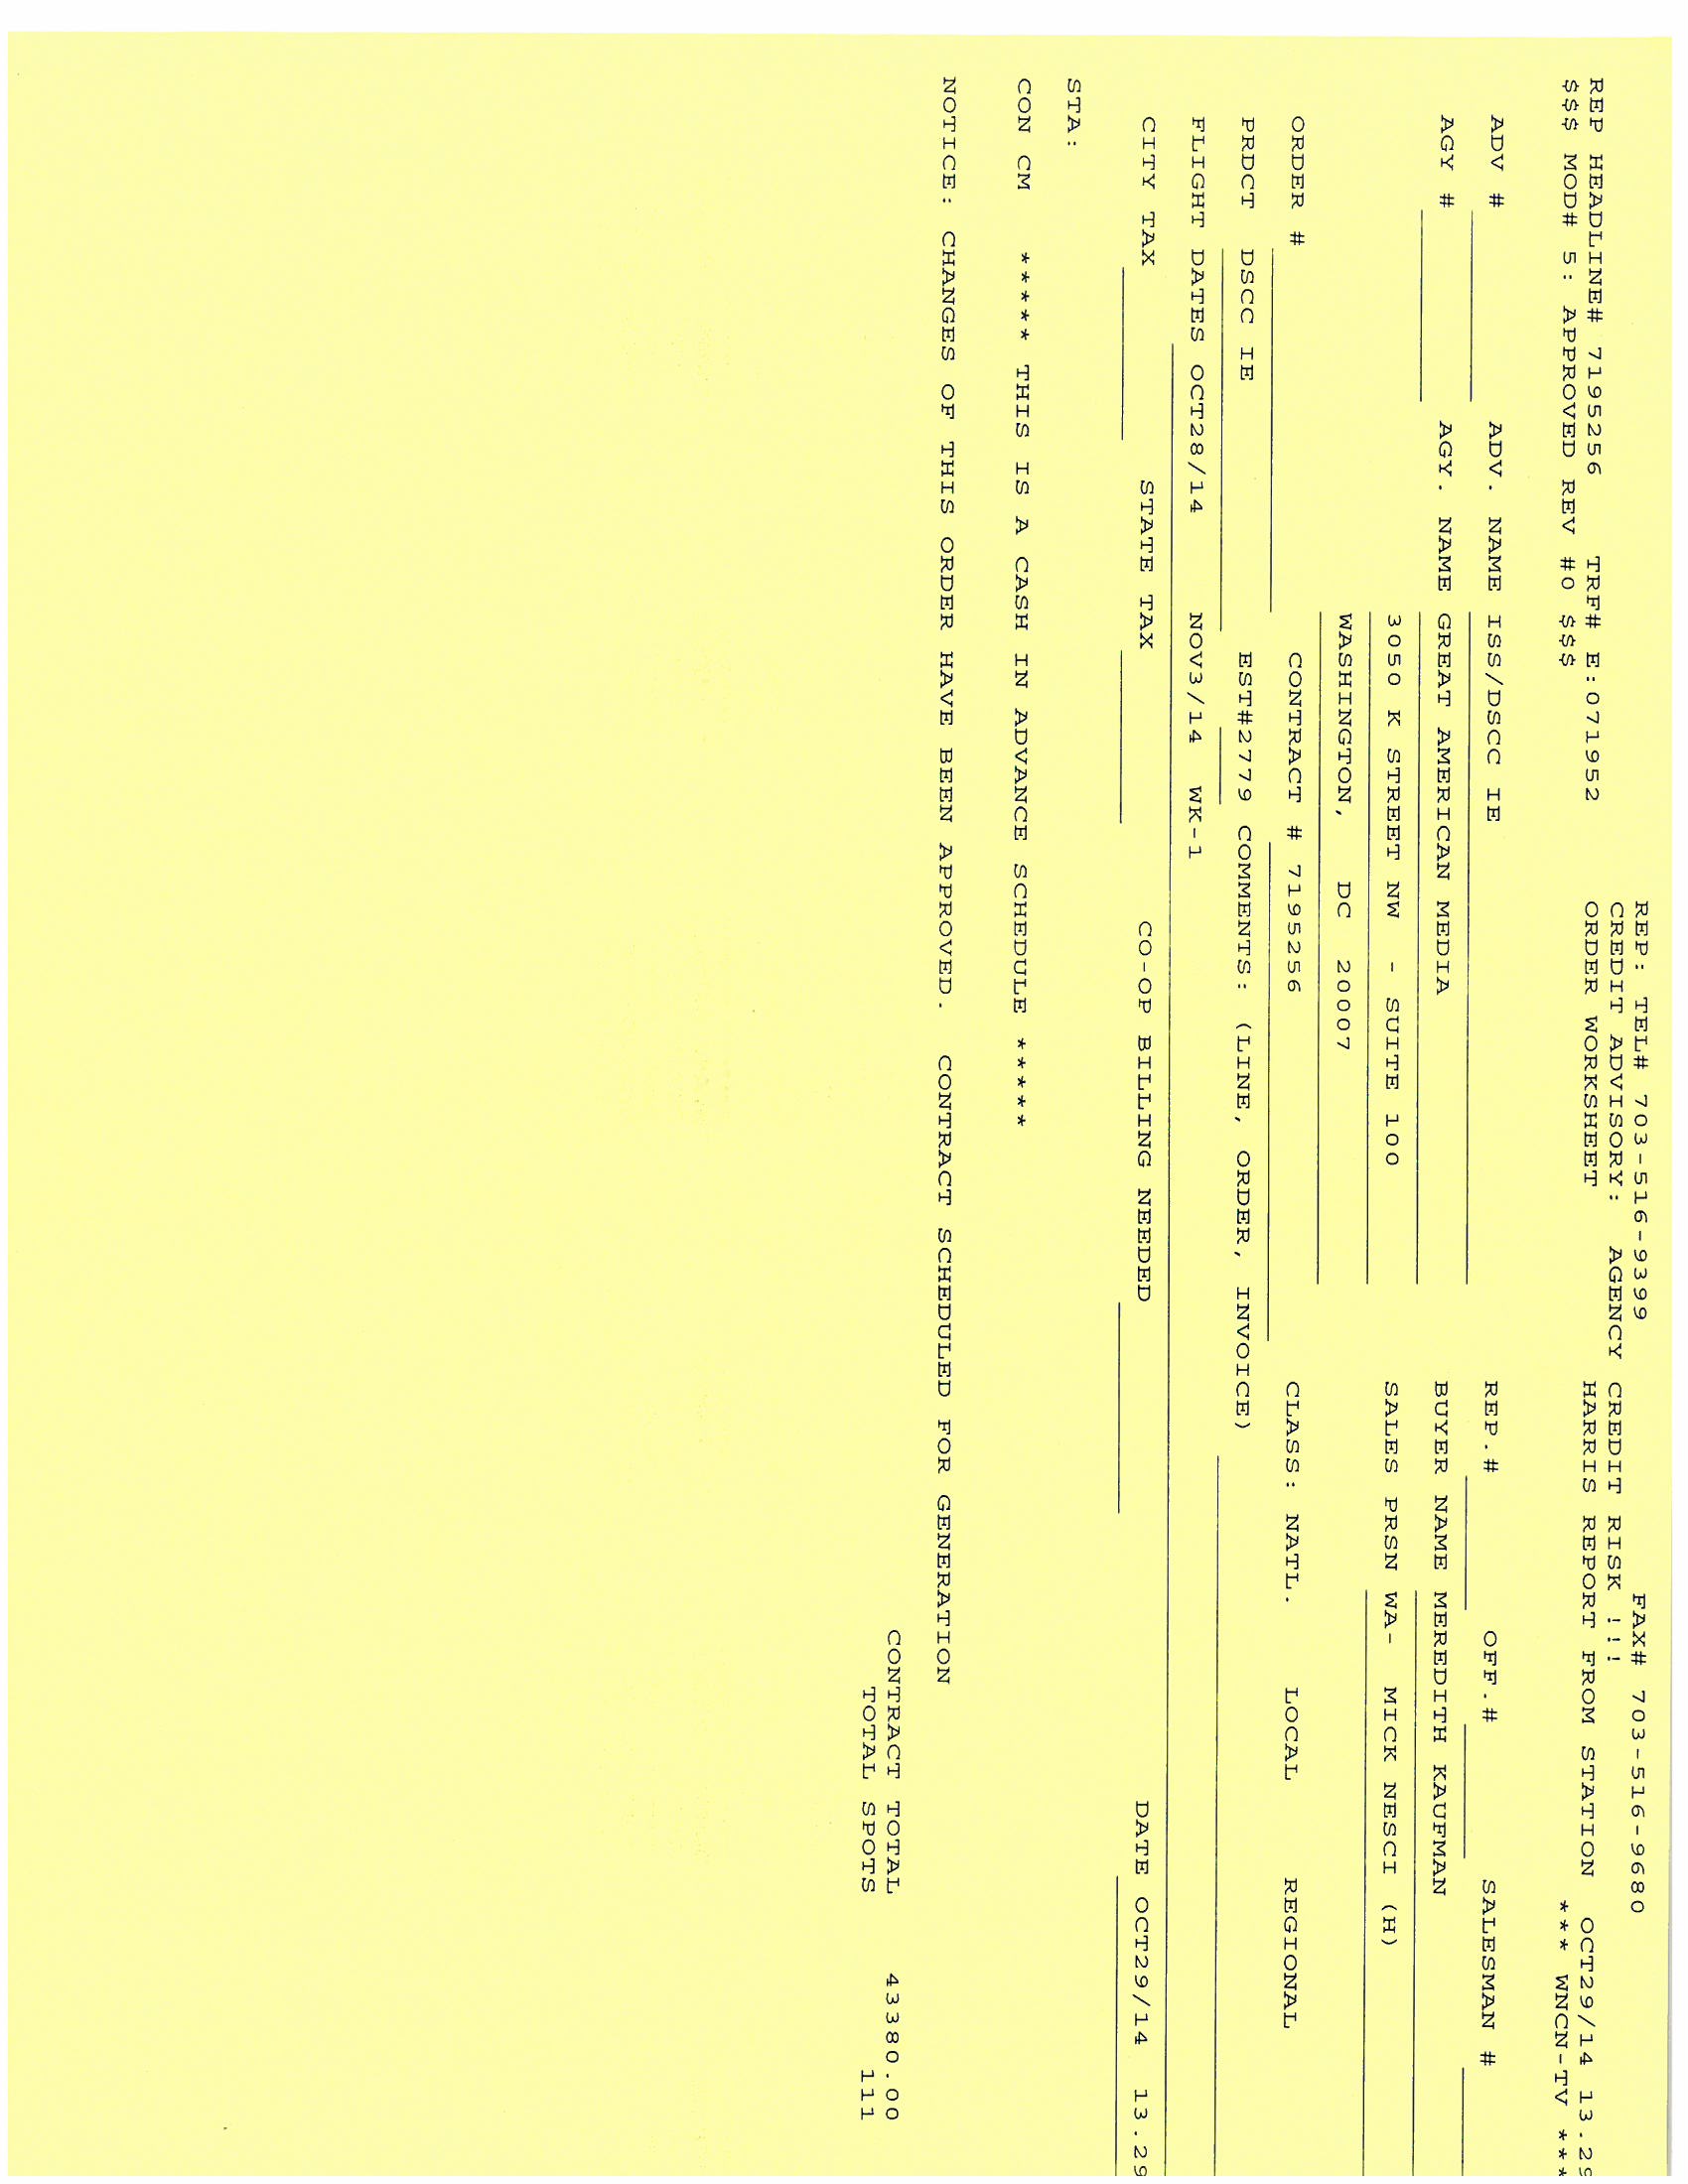 REP: TEL# 703-516-9399 FAX# 703-516-9680
CREDIT ADVISORY: AGENCY CREDIT RISK !!!
REP HEADLINE# 7195256 TRF# E:071952 ORDER WORKSHEET HARRIS REPORT FROM STATION OCT29/14 13.29
$$$ MOD# 5: APPROVED REV #0 $$$ *** WNCN-TV ***
ADV # ADV. NAME ISS/DSCC IE REP.# OFF.# SALESMAN #
AGY # AGY. NAME GREAT AMERICAN MEDIA BUYER NAME MEREDITH KAUFMAN
3050 K STREET NW - SUITE 100 SALES PRSN WA- MICK NESCI (H)
WASHINGTON, DC 20007
ORDER # CONTRACT # 7195256 CLASS: NATL. LOCAL REGIONAL
PRDCT DSCC IE EST#2779 COMMENTS: (LINE, ORDER, INVOICE)
FLIGHT DATES OCT28/14 NOV3/14 WK-1
CITY TAX STATE TAX CO-OP BILLING NEEDED DATE OCT29/14 13.29
STA:
CON CM ***** THIS IS A CASH IN ADVANCE SCHEDULE *****
NOTICE: CHANGES OF THIS ORDER HAVE BEEN APPROVED. CONTRACT SCHEDULED FOR GENERATION
CONTRACT TOTAL 43380.00
TOTAL SPOTS 111